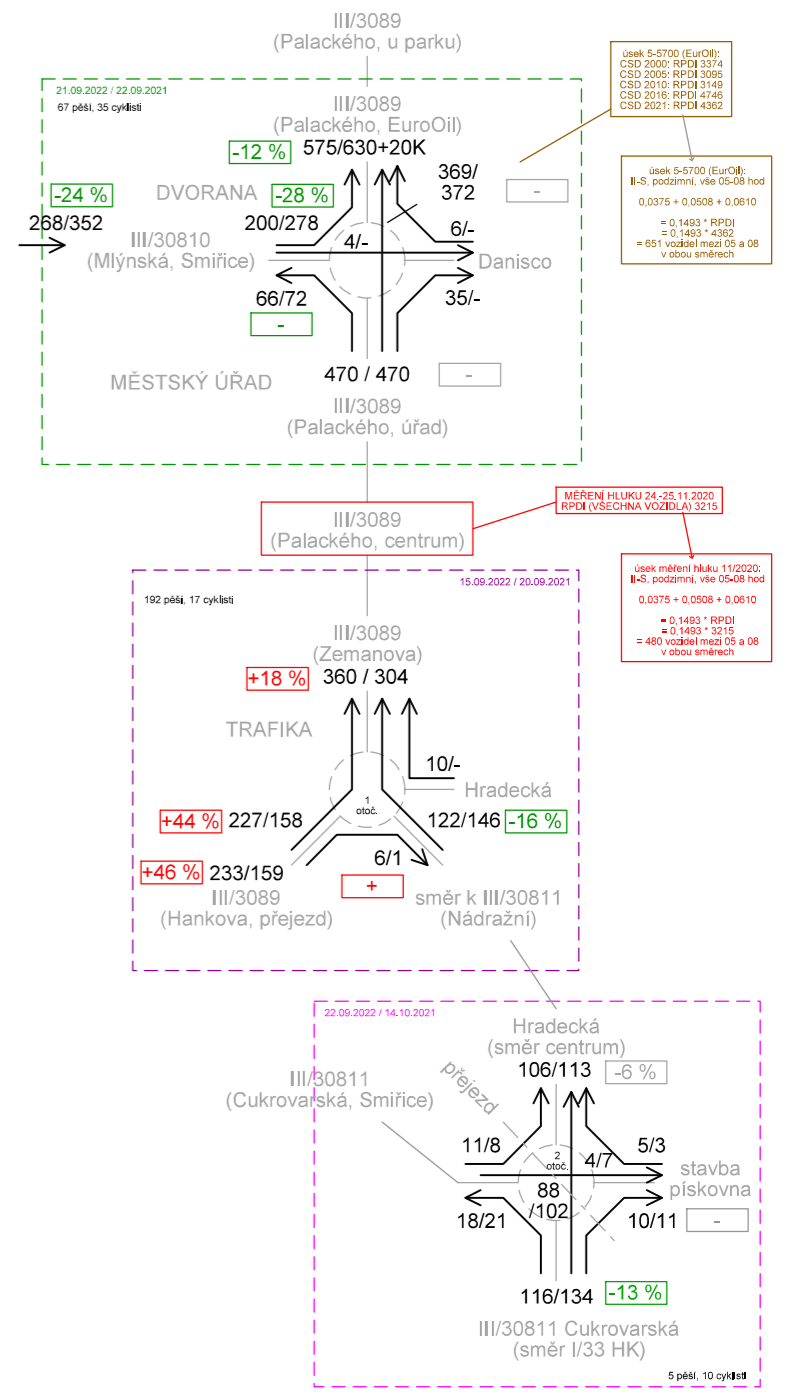 III/3089
(Palackého, u parku)
úsek 5-5700 (EurOil)
CSD 2000: RPDI 3374
CSD 2005: RPDI 3095
CSD 2010: RPDI 3149
CSD 2016: RPDI 4746
CSD 2021: RPDI 4362
21.09.2022 / 22.09.2021
67 pěší, 35 cyklisti
III/3089
(Palackého, EuroOil)
-12 %
575/630+20K
úsek 5-5700 (EurOil):
II-S, podzimní, vše 05-08 hod
0,0375 + 0,0508 + 0,0610
= 0,1493 * RPDI
= 0,1493 * 4362
= 651 vozidel mezi 05 a 08
v obou směrech
369/
372
-
-24 %
DVORANA
-28 %
268/352
200/278
6/-
III/30810
(Mlýnská, Smiřice)
4/-
Danisco
66/72
35/-
-
MĚSTSKÝ ÚŘAD
470 / 470
-
III/3089
(Palackého, úřad)
MĚŘENÍ HLUKU 24.-25.11.2020
RPDI (VŠECHNA VOZIDLA) 3215
III/3089
(Palackého, centrum)
úsek měření hluku 11/2020:
II-S, podzimní, vše 05-08 hod
0,0375 + 0,0508 + 0,0610
= 0,1493 * RPDI
= 0,1493 * 3215
= 480 vozidel mezi 05 a 08
v obou směrech
15.09.2022 / 20.09.2021
192 pěší, 17 cyklisti
III/3089
(Zemanova)
+18 %
360 / 304
TRAFIKA
10/-
Hradecká
1
otoč.
+44 %
227/158
122/146
-16 %
+46 %
233/159
6/1
+
III/3089
(Hankova, přejezd)
směr k III/30811
(Nádražní)
22.09.2022 / 14.10.2021
Hradecká
(směr centrum)
106/113
-6 %
III/30811
(Cukrovarská, Smiřice)
přejezd
11/8
2
otoč.
4/7
5/3
stavba
pískovna
88
/102
18/21
10/11
-
116/134
-13 %
III/30811 Cukrovarská
(směr I/33 HK)
5 pěší, 10 cyklisti